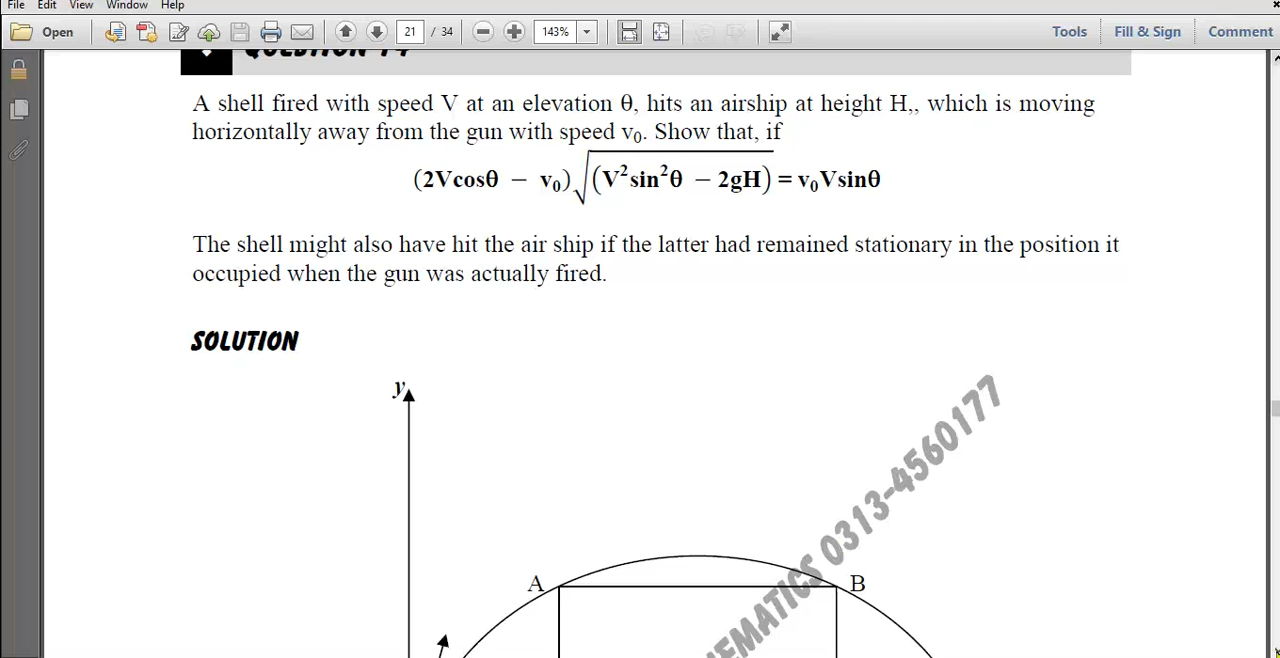 File Edit View Window Help
Open 21 / 34 143% Tools Fill & Sign Comment
QUESTION 14
A shell fired with speed V at an elevation θ, hits an airship at height H,, which is moving
horizontally away from the gun with speed v₀. Show that, if
(2Vcosθ − v₀)√(V²sin²θ − 2gH) = v₀Vsinθ
The shell might also have hit the air ship if the latter had remained stationary in the position it
occupied when the gun was actually fired.
SOLUTION
y
A B
EMATICS 0313-4560177